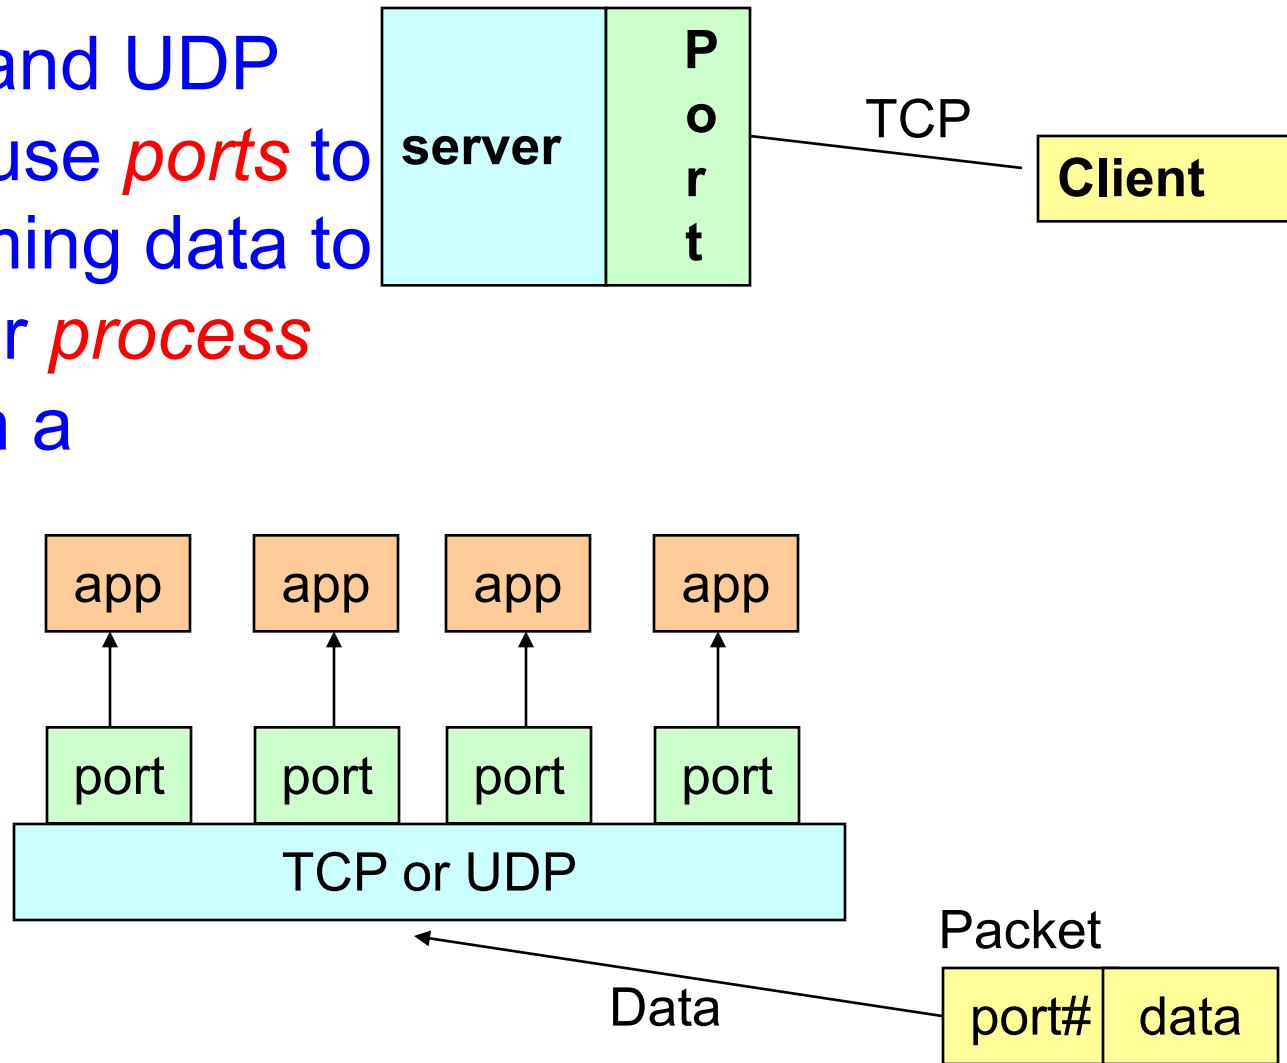 and UDP
use ports to
ning data to
r process
n a
server
P
o
r
t
TCP
Client
app app app app
port port port port
TCP or UDP
Packet
Data
port# data